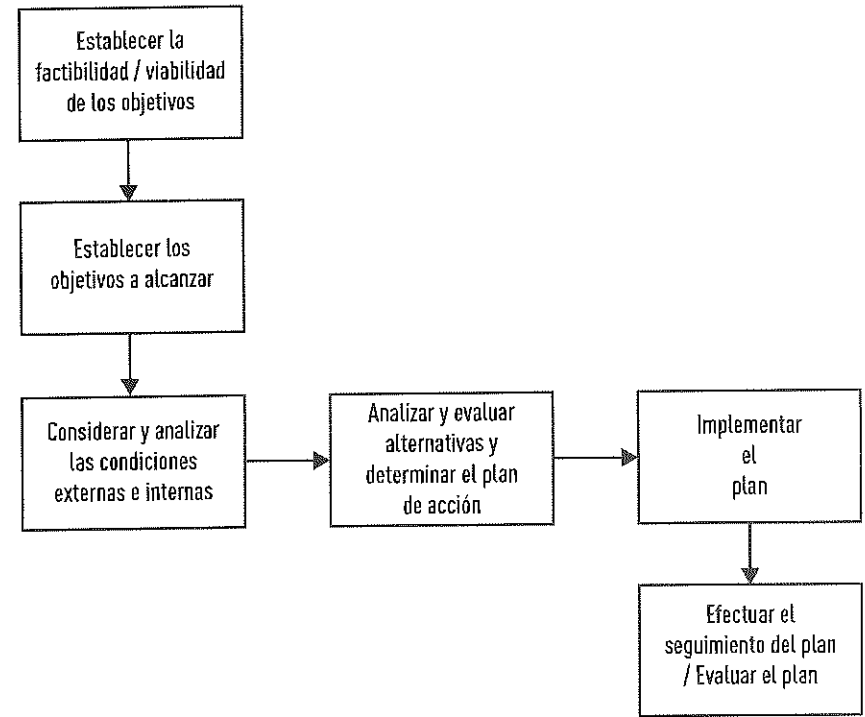 Establecer la
factibilidad / viabilidad
de los objetivos
Establecer los
objetivos a alcanzar
Considerar y analizar
las condiciones
externas e internas
Analizar y evaluar
alternativas y
determinar el plan
de acción
Implementar
el
plan
Efectuar el
seguimiento del plan
/ Evaluar el plan